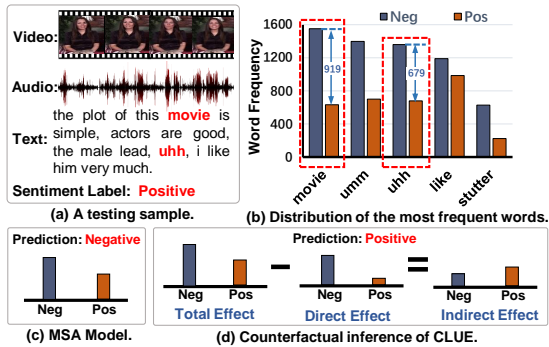 Video:
Audio:
Text:
the plot of this movie is
simple, actors are good,
the male lead, uhh, i like
him very much.
Sentiment Label: Positive
(a) A testing sample.
Neg Pos
Word Frequency
1600
1200
800
400
0
919
679
movie
umm
uhh
like
stutter
(b) Distribution of the most frequent words.
Prediction: Negative
Neg Pos
(c) MSA Model.
Prediction: Positive
Neg Pos
Total Effect
Neg Pos
Direct Effect
Neg Pos
Indirect Effect
(d) Counterfactual inference of CLUE.